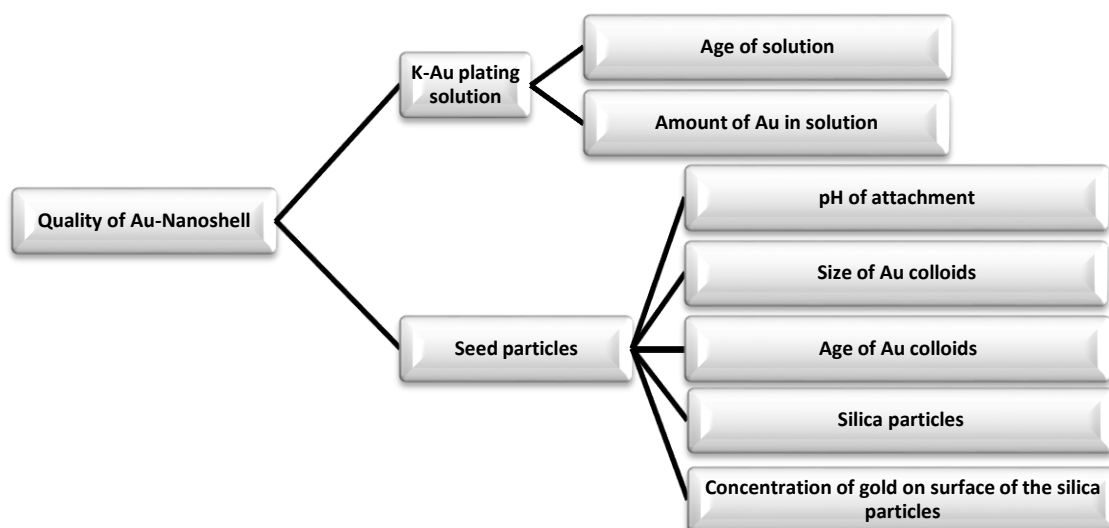 Quality of Au-Nanoshell
K-Au plating
solution
Age of solution
Amount of Au in solution
Seed particles
pH of attachment
Size of Au colloids
Age of Au colloids
Silica particles
Concentration of gold on surface of the silica
particles